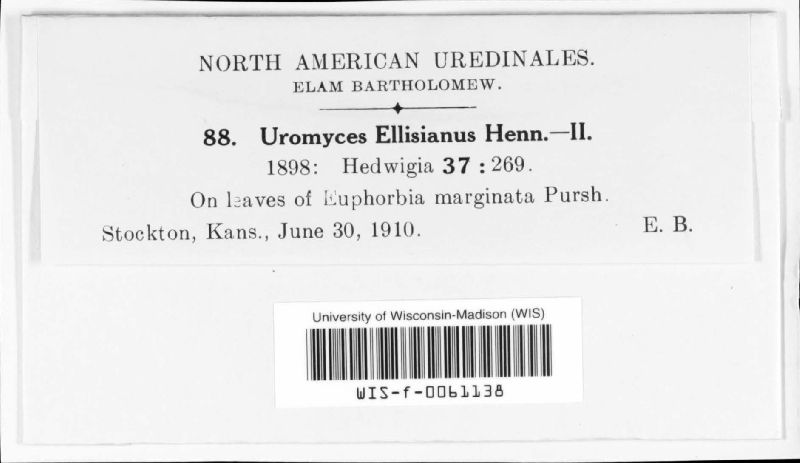 NORTH AMERICAN UREDINALES.
ELAM BARTHOLOMEW.
88. Uromyces Ellisianus Henn.—II.
1898: Hedwigia 37 : 269.
On leaves of Euphorbia marginata Pursh.
Stockton, Kans., June 30, 1910. E. B.
University of Wisconsin-Madison (WIS)
WIS-f-0061138